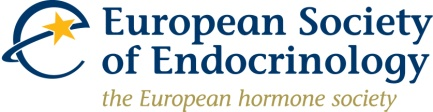 European Society
of Endocrinology
the European hormone society